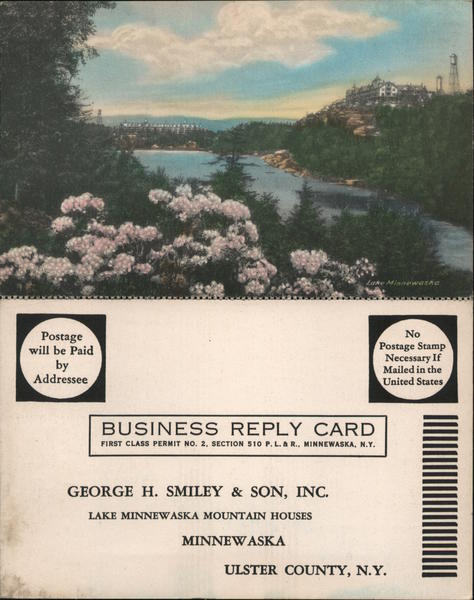 Lake Minnewaska
Postage
will be Paid
by
Addressee
No
Postage Stamp
Necessary If
Mailed in the
United States
BUSINESS REPLY CARD
FIRST CLASS PERMIT NO. 2, SECTION 510 P. L. & R., MINNEWASKA, N.Y.
GEORGE H. SMILEY & SON, INC.
LAKE MINNEWASKA MOUNTAIN HOUSES
MINNEWASKA
ULSTER COUNTY, N.Y.